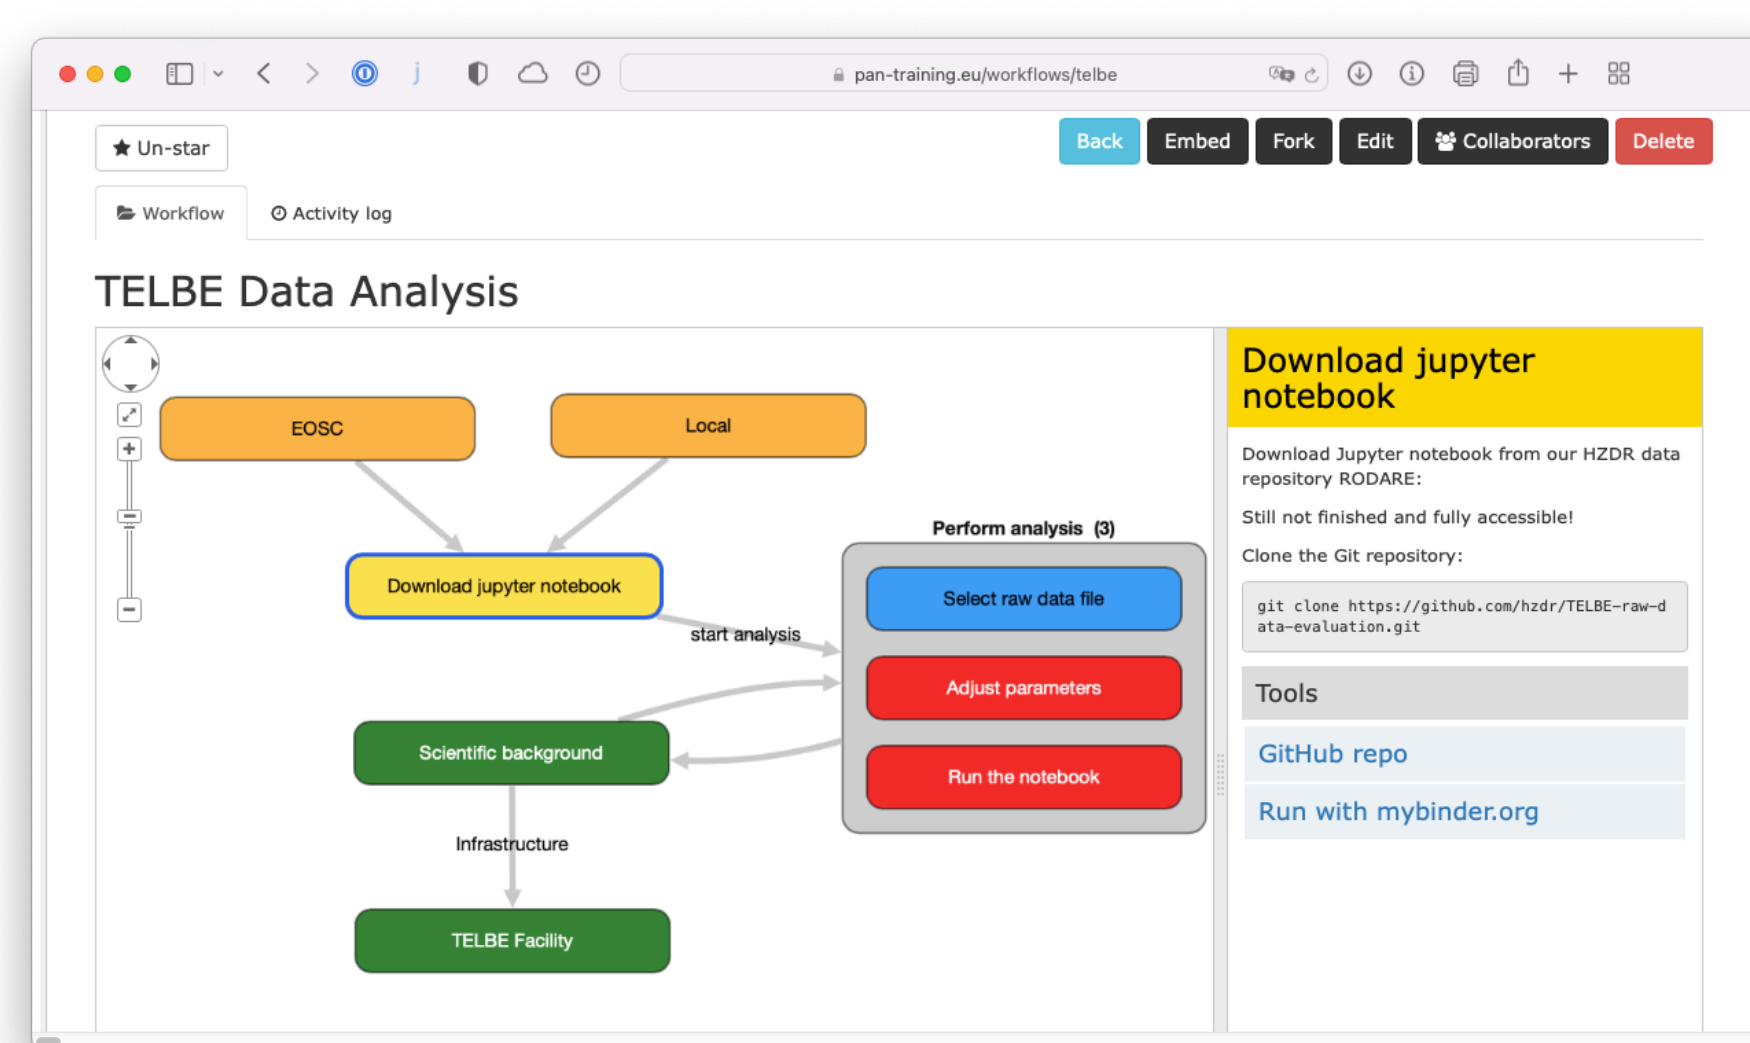 pan-training.eu/workflows/telbe
Un-star
Back
Embed
Fork
Edit
Collaborators
Delete
Workflow
Activity log
TELBE Data Analysis
EOSC
Local
Download jupyter notebook
start analysis
Perform analysis (3)
Select raw data file
Adjust parameters
Run the notebook
Scientific background
Infrastructure
TELBE Facility
Download jupyter
notebook
Download Jupyter notebook from our HZDR data
repository RODARE:
Still not finished and fully accessible!
Clone the Git repository:
git clone https://github.com/hzdr/TELBE-raw-d
ata-evaluation.git
Tools
GitHub repo
Run with mybinder.org